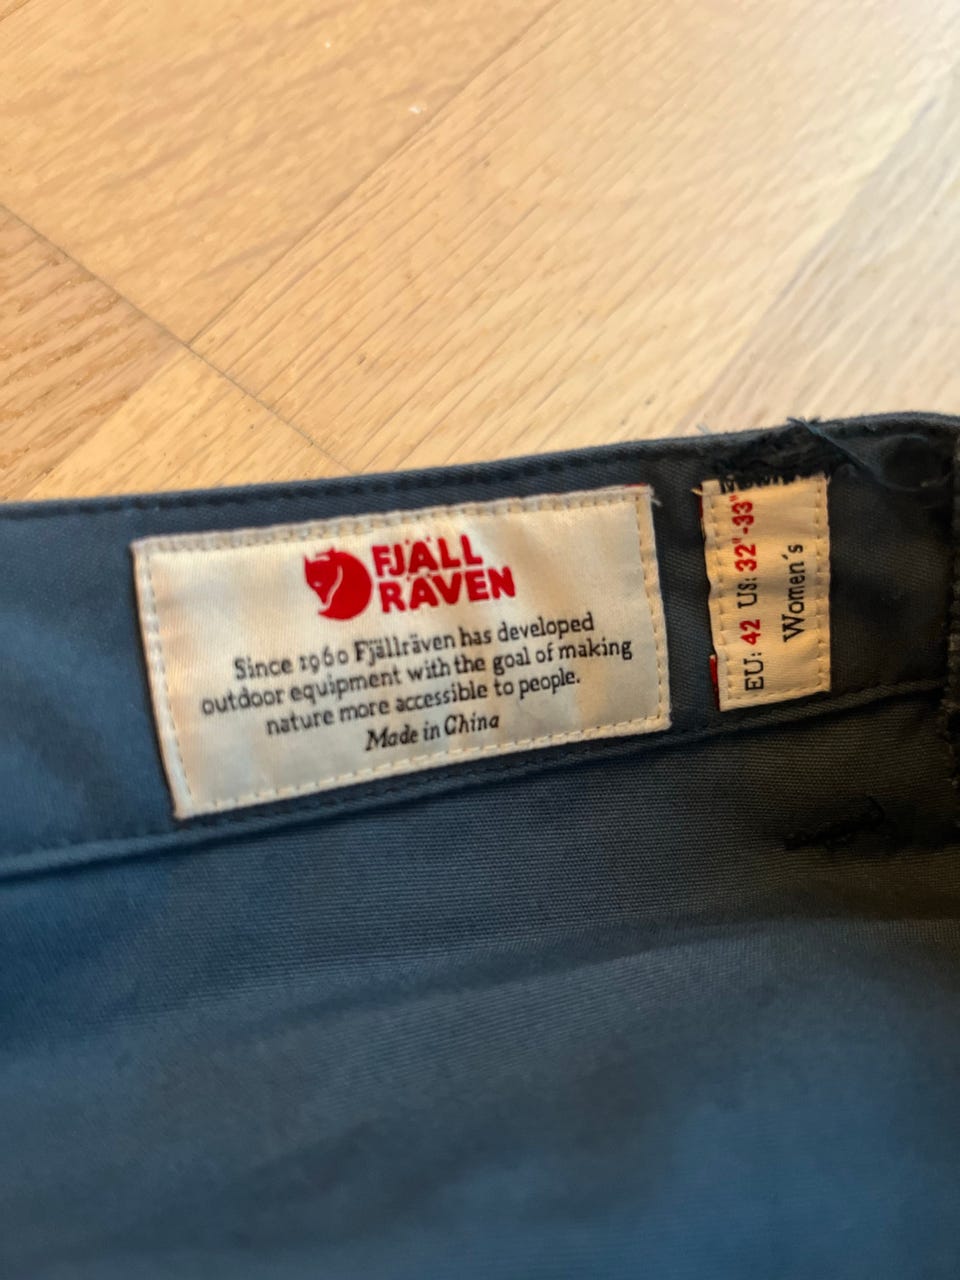 FJÄLL
RÄVEN
Since 1960 Fjällräven has developed
outdoor equipment with the goal of making
nature more accessible to people.
Made in China
EU: 42 US: 32"-33"
Women's